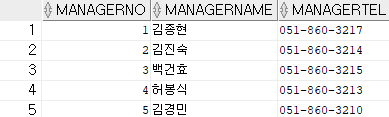 MANAGERNO MANAGERNAME MANAGERTEL
1 1 김종현 051-860-3217
2 2 김진숙 051-860-3214
3 3 백건호 051-860-3215
4 4 허봉식 051-860-3213
5 5 김경민 051-860-3210